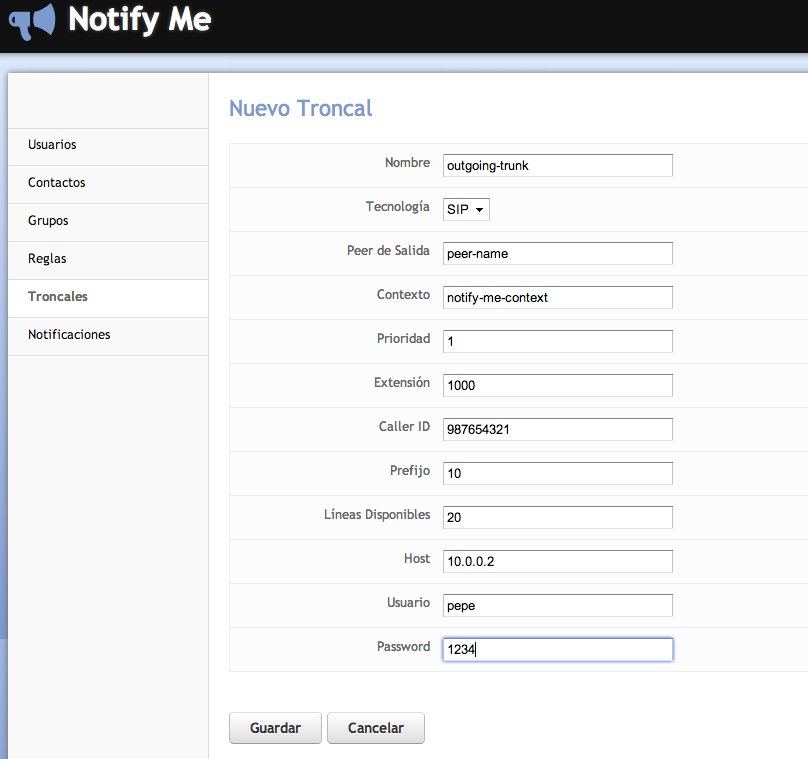 Notify Me
Usuarios
Contactos
Grupos
Reglas
Troncales
Notificaciones
Nuevo Troncal
Nombre outgoing-trunk
Tecnología SIP
Peer de Salida peer-name
Contexto notify-me-context
Prioridad 1
Extensión 1000
Caller ID 987654321
Prefijo 10
Líneas Disponibles 20
Host 10.0.0.2
Usuario pepe
Password 1234
Guardar Cancelar